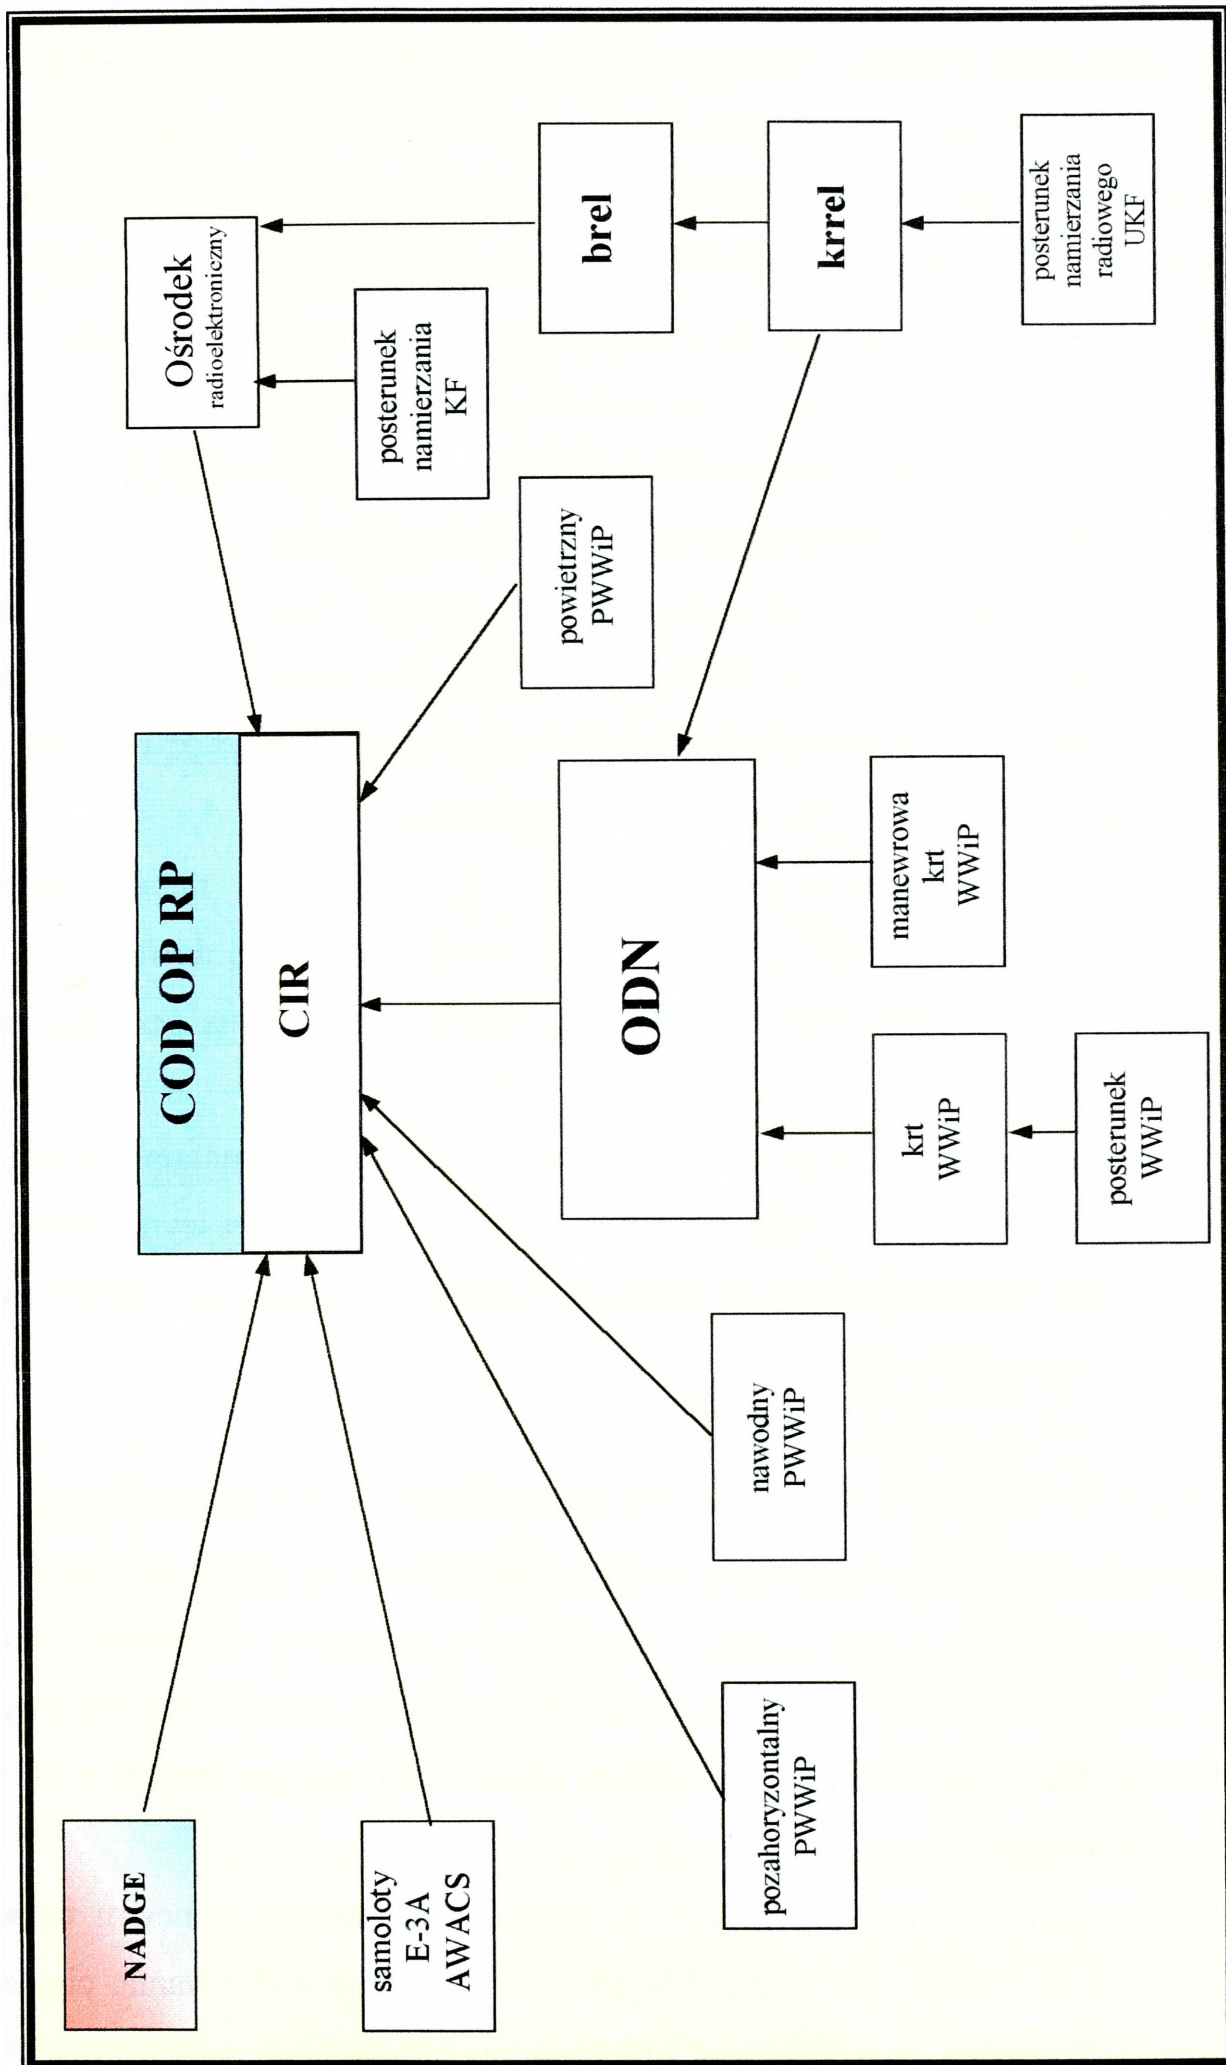 NADGE
samoloty
E-3A
AWACS
COD OP RP
CIR
Ośrodek
radioelektroniczny
posterunek
namierzania
KF
powietrzny
PWWiP
brel
krrel
posterunek
namierzania
radiowego
UKF
pozahoryzontalny
PWWiP
nawodny
PWWiP
ODN
krt
WWiP
posterunek
WWiP
manewrowa
krt
WWiP